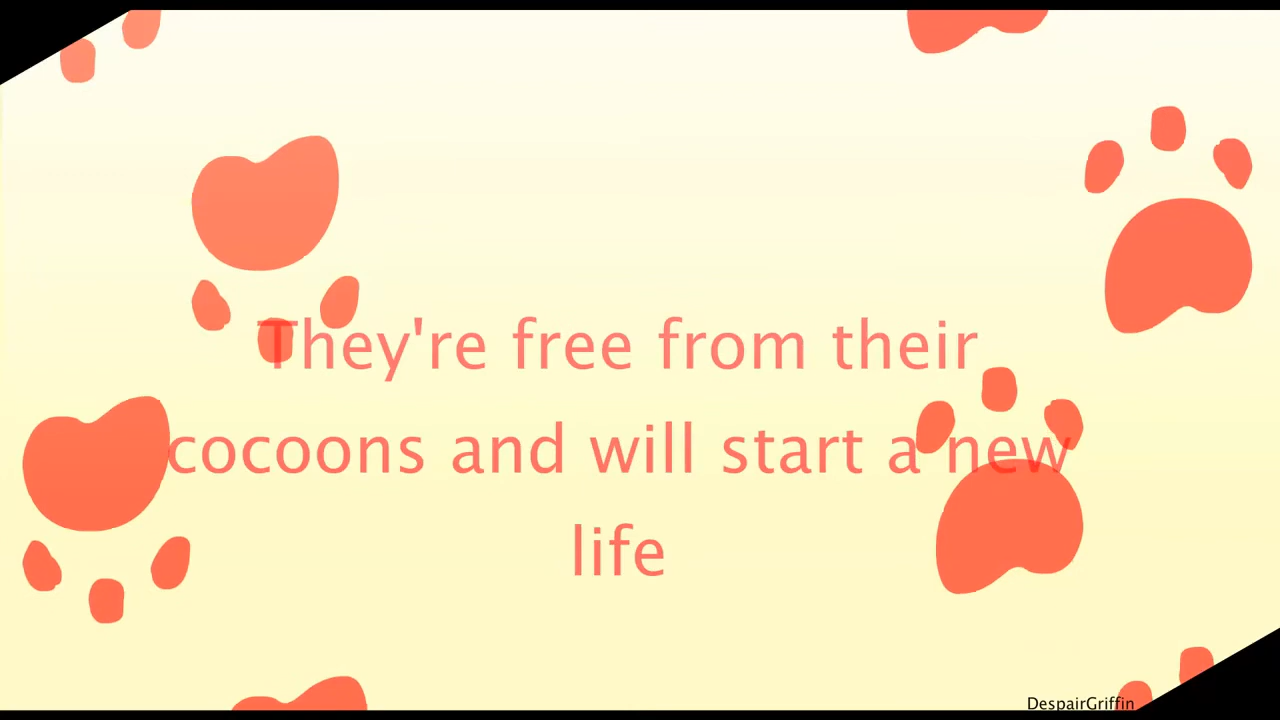 They're free from their
cocoons and will start a new
life
DespairGriffin